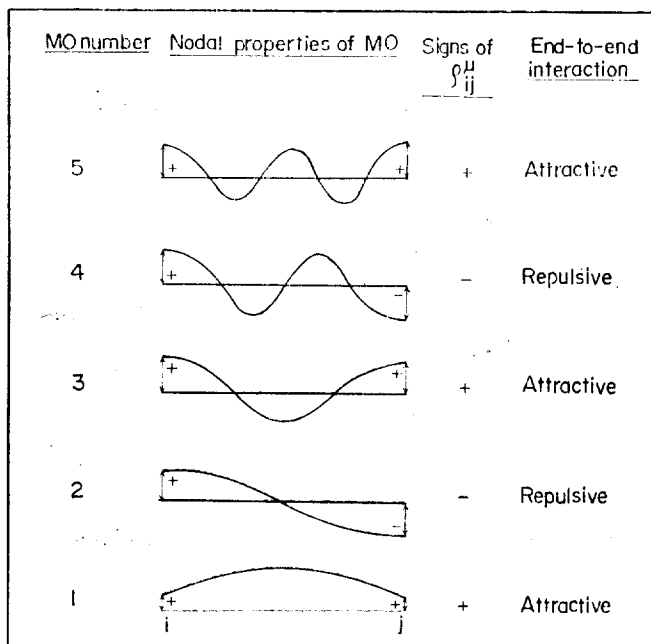 MO number Nodal properties of MO Signs of ρ^μ_ij End-to-end interaction
5 + + + Attractive
4 + − − Repulsive
3 + + + Attractive
2 + − − Repulsive
1 + + + Attractive
i j